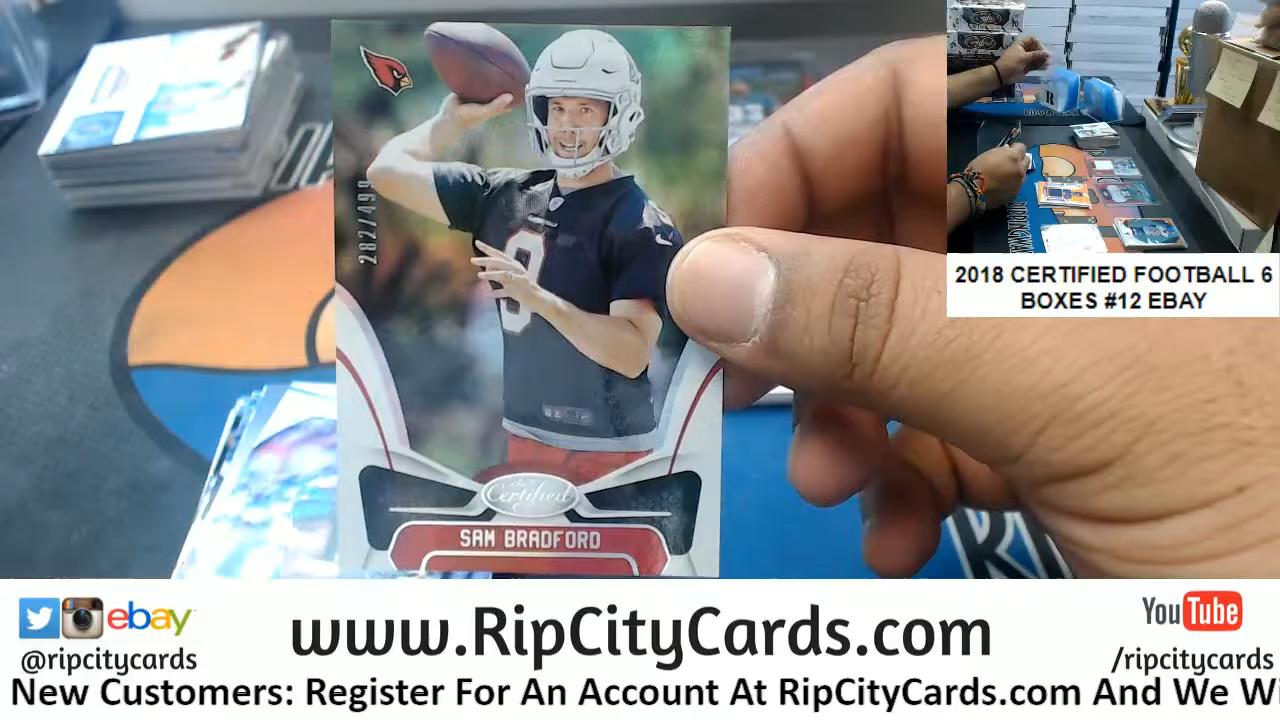 282/499
9
Certified
SAM BRADFORD
2018 CERTIFIED FOOTBALL 6
BOXES #12 EBAY
ebay
@ripcitycards
www.RipCityCards.com
YouTube
/ripcitycards
New Customers: Register For An Account At RipCityCards.com And We Wi